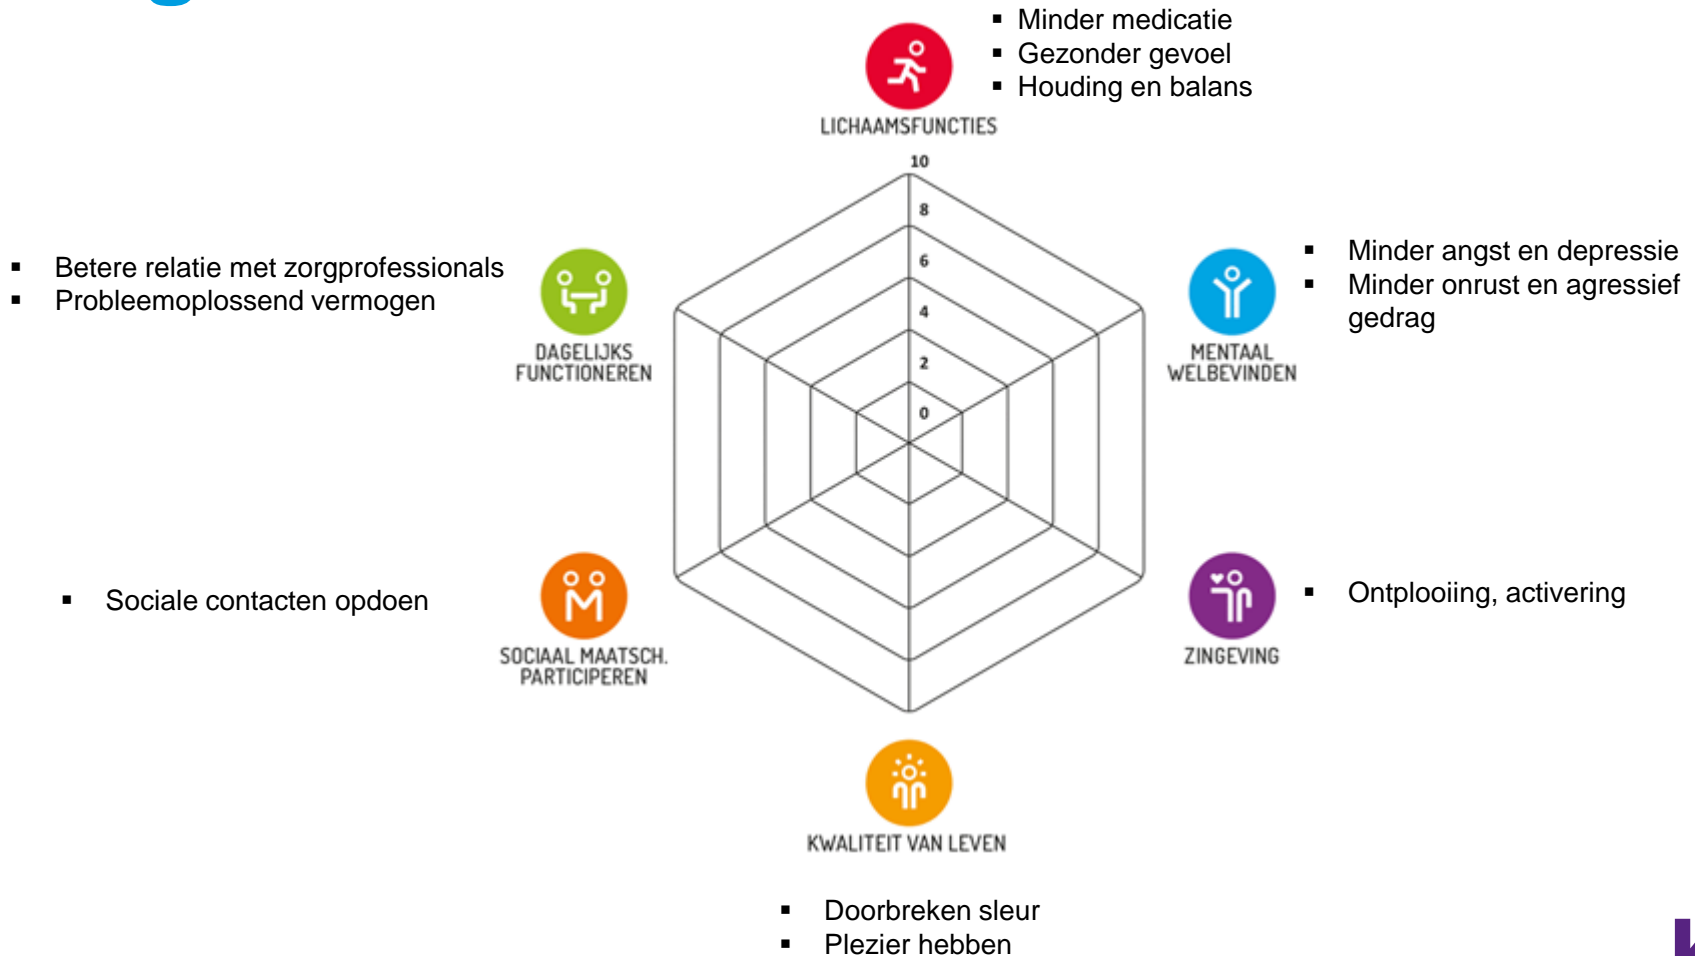 ▪ Minder medicatie
▪ Gezonder gevoel
▪ Houding en balans
LICHAAMSFUNCTIES
10
8
6
4
2
0
▪ Betere relatie met zorgprofessionals
▪ Probleemoplossend vermogen
DAGELIJKS
FUNCTIONEREN
▪ Minder angst en depressie
▪ Minder onrust en agressief
gedrag
MENTAAL
WELBEVINDEN
▪ Sociale contacten opdoen
SOCIAAL MAATSCH.
PARTICIPEREN
▪ Ontplooiing, activering
ZINGEVING
KWALITEIT VAN LEVEN
▪ Doorbreken sleur
▪ Plezier hebben